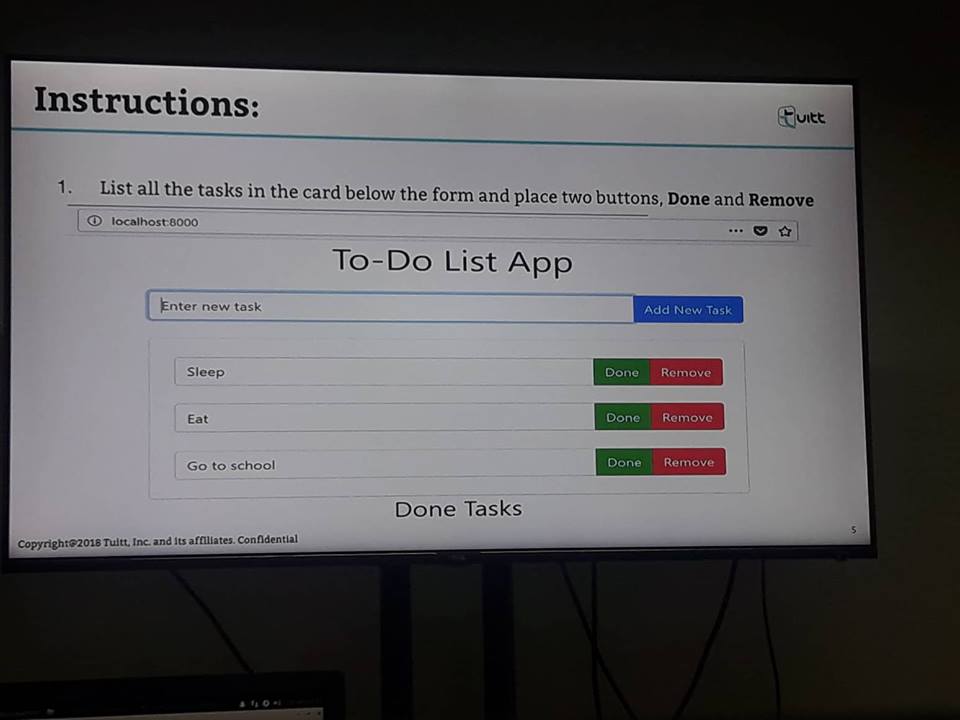 Instructions:
tuitt
1. List all the tasks in the card below the form and place two buttons, Done and Remove
localhost:8000
To-Do List App
Enter new task Add New Task
Sleep Done Remove
Eat Done Remove
Go to school Done Remove
Done Tasks
Copyright@2018 Tuitt, Inc. and its affiliates. Confidential
5